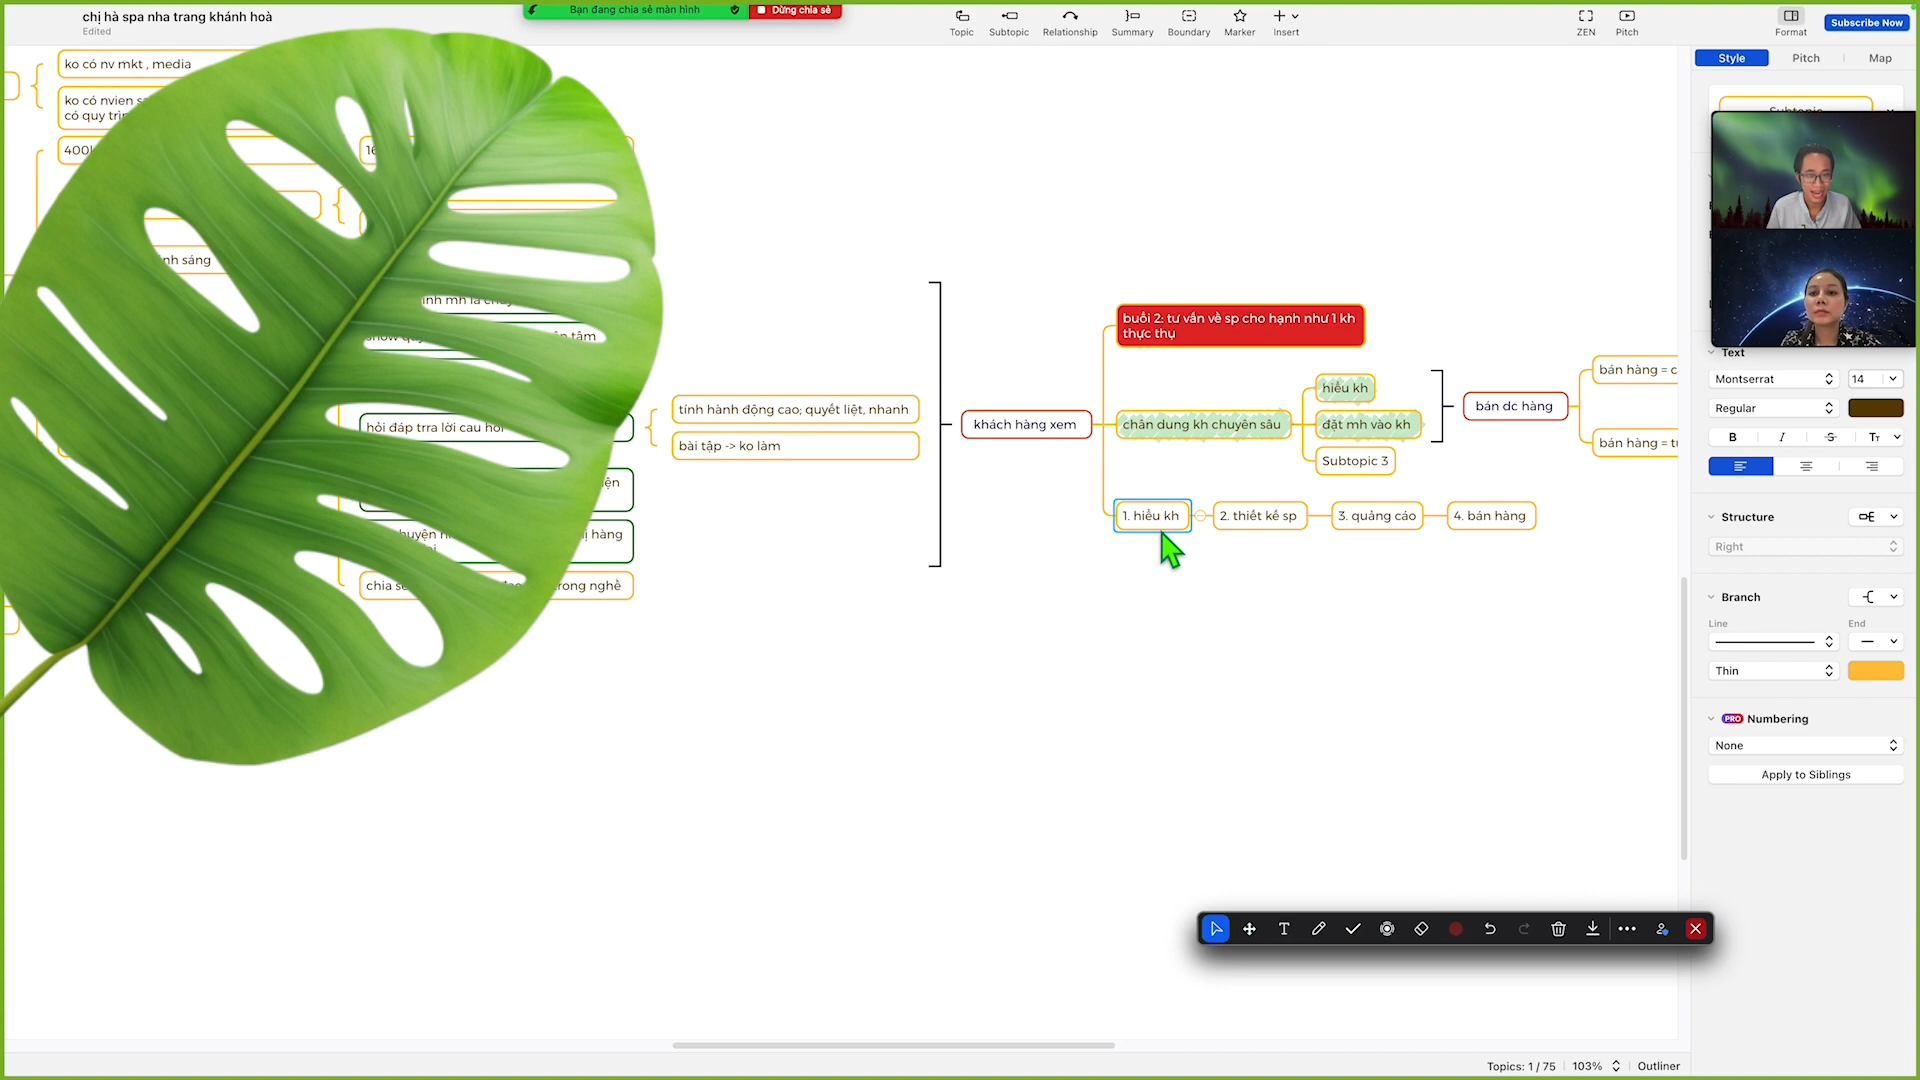 chị hà spa nha trang khánh hoà
Edited
Bạn đang chia sẻ màn hình
Dừng chia sẻ
Topic
Subtopic
Relationship
Summary
Boundary
Marker
Insert
ZEN
Pitch
Format
Subscribe Now
Style
Pitch
Map
ko có nv mkt , media
ko có nvien
có quy
buổi 2: tư vấn về sp cho hạnh như 1 kh
thực thụ
tính hành động cao; quyết liệt, nhanh
bài tập -> ko làm
khách hàng xem
chân dung kh chuyên sâu
hiểu kh
đặt mh vào kh
Subtopic 3
bán dc hàng
bán hàng =
bán hàng =
1. hiểu kh
2. thiết kế sp
3. quảng cáo
4. bán hàng
sáng
tâm
hỏi đáp trra lời cau
hàng
chia
trong nghề
Text
Montserrat
14
Regular
B
I
S
Tт
Structure
Right
Branch
Line
End
Thin
PRO Numbering
None
Apply to Siblings
Topics: 1 / 75
103%
Outliner